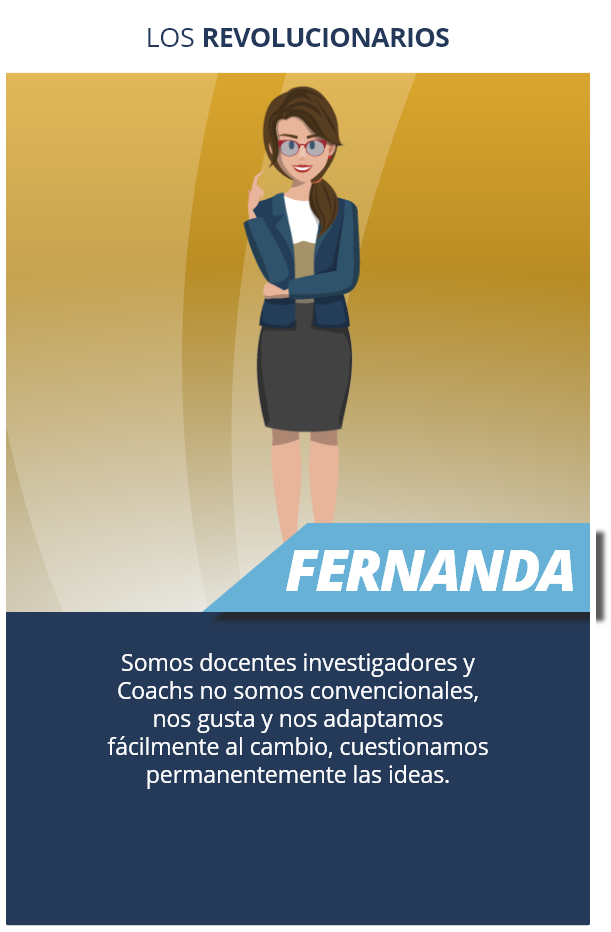 LOS REVOLUCIONARIOS
FERNANDA
Somos docentes investigadores y
Coachs no somos convencionales,
nos gusta y nos adaptamos
fácilmente al cambio, cuestionamos
permanentemente las ideas.